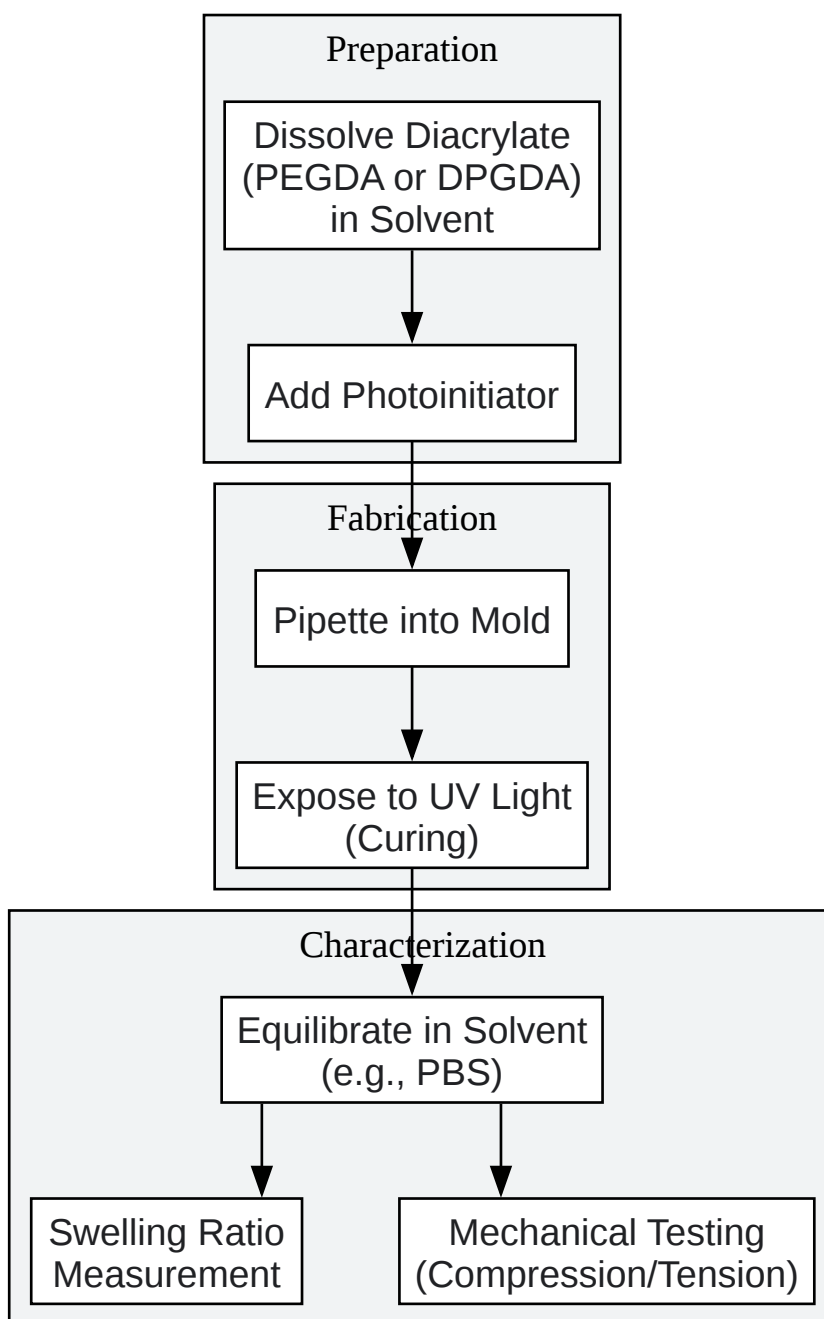 Preparation
Dissolve Diacrylate
(PEGDA or DPGDA)
in Solvent
Add Photoinitiator
Fabrication
Pipette into Mold
Expose to UV Light
(Curing)
Characterization
Equilibrate in Solvent
(e.g., PBS)
Swelling Ratio
Measurement
Mechanical Testing
(Compression/Tension)